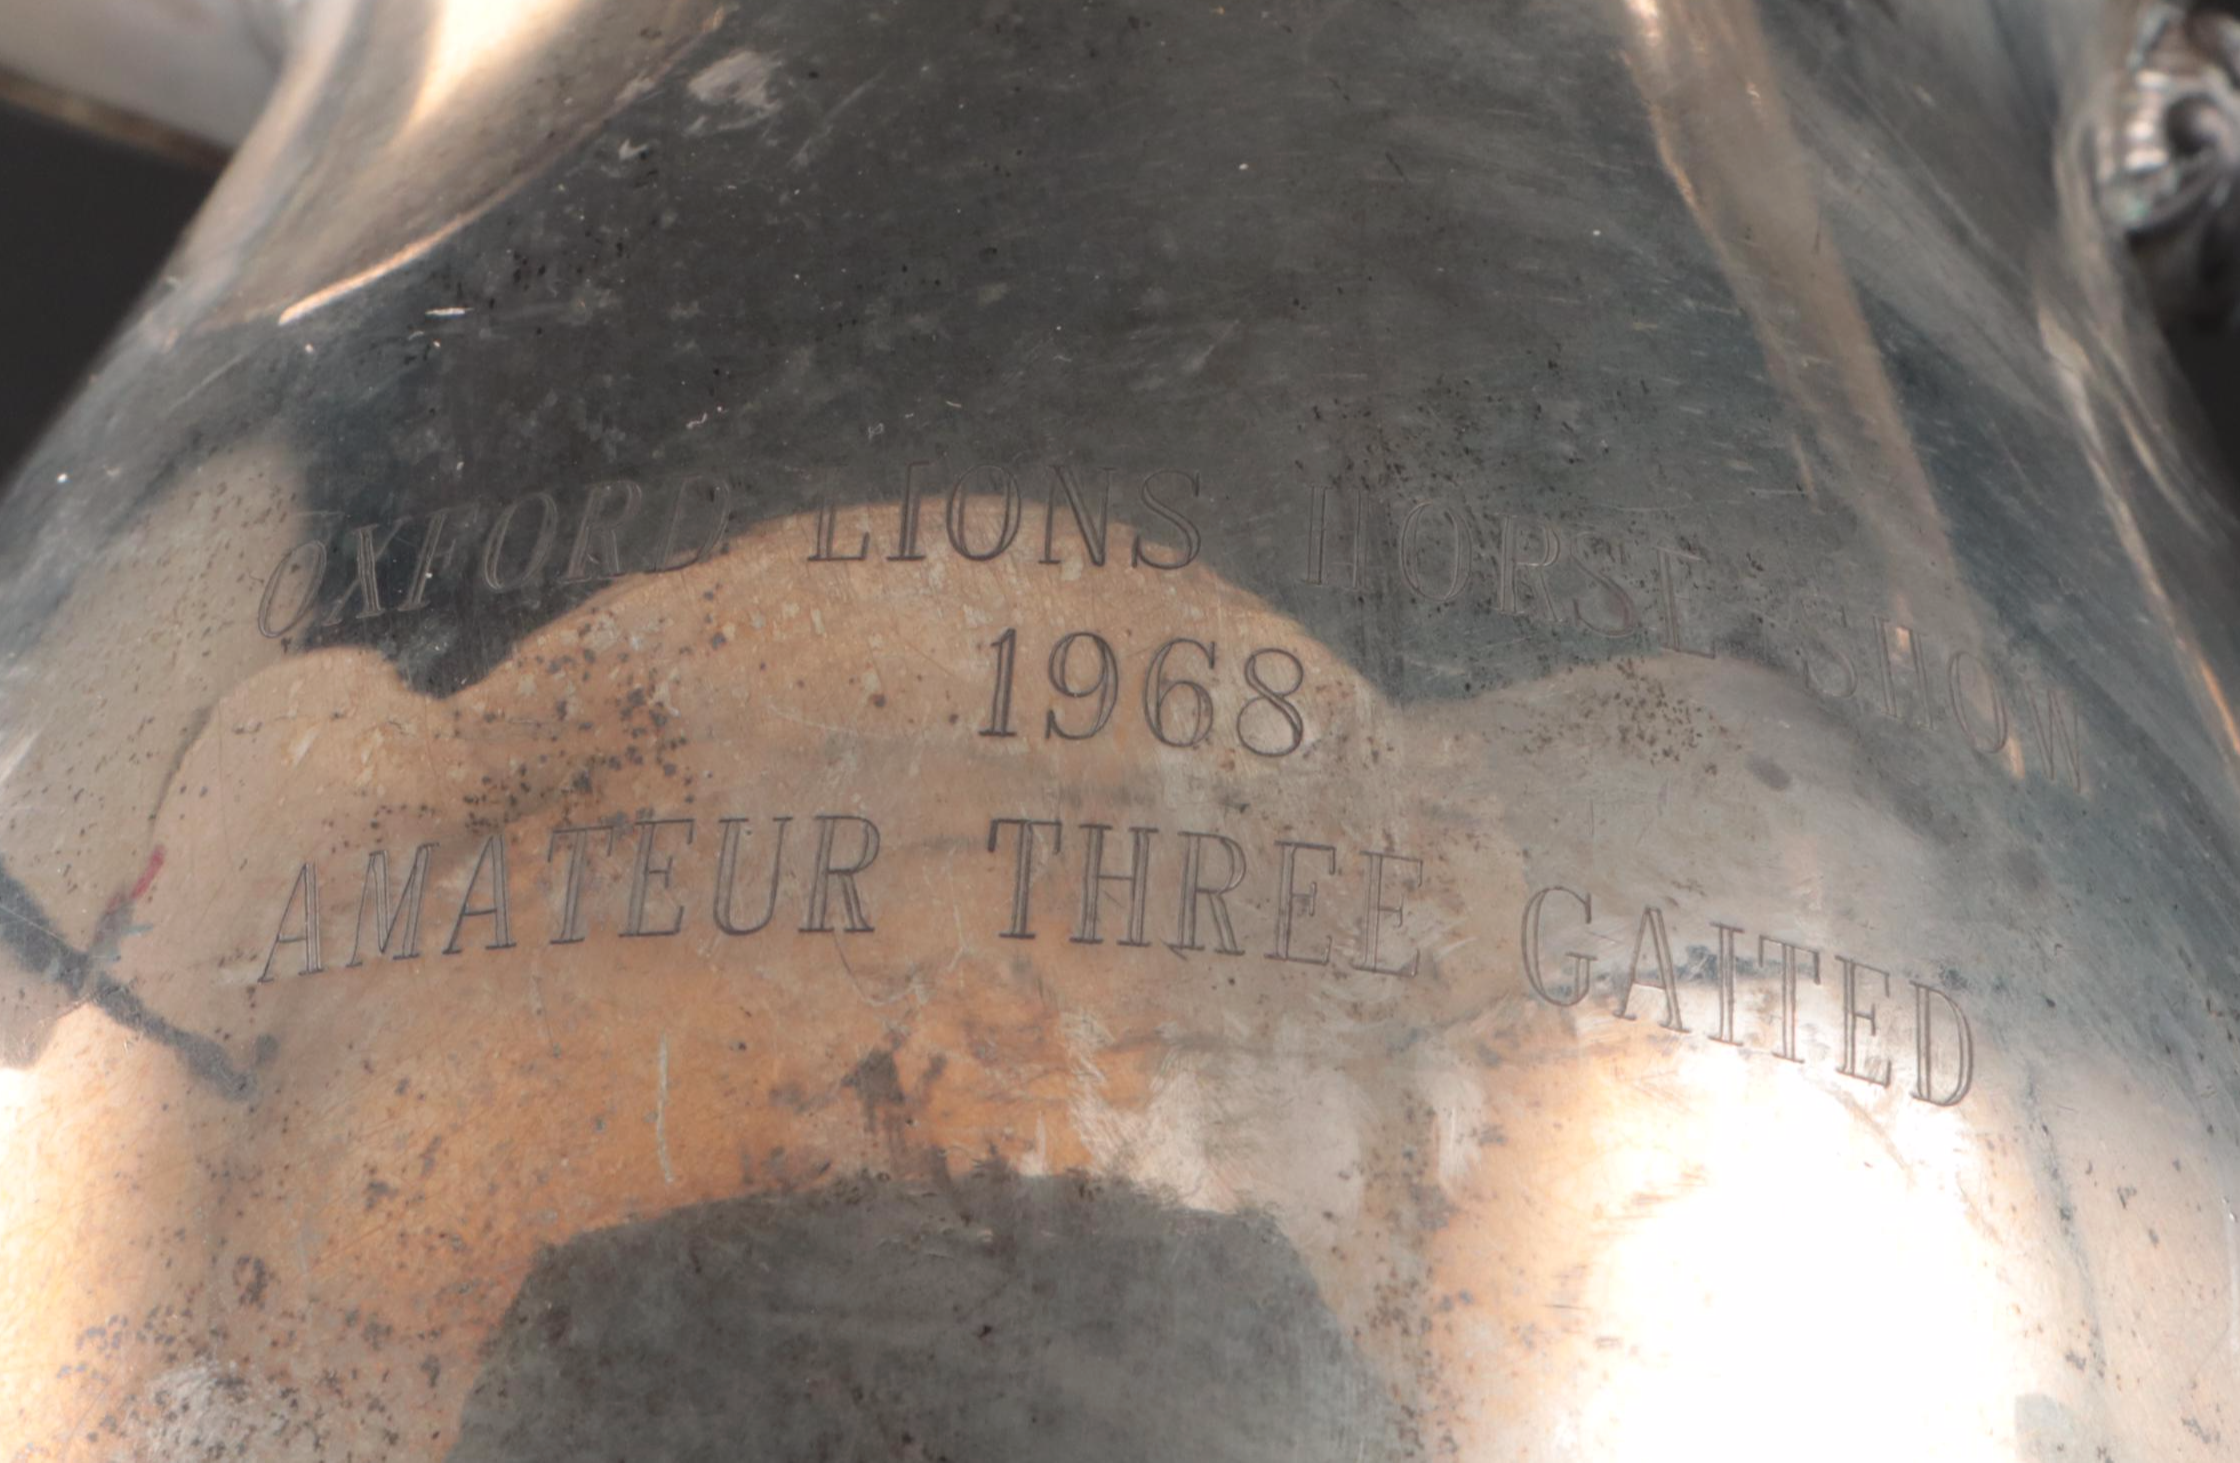 OXFORD LIONS HORSE SHOW
1968
AMATEUR THREE GAITED